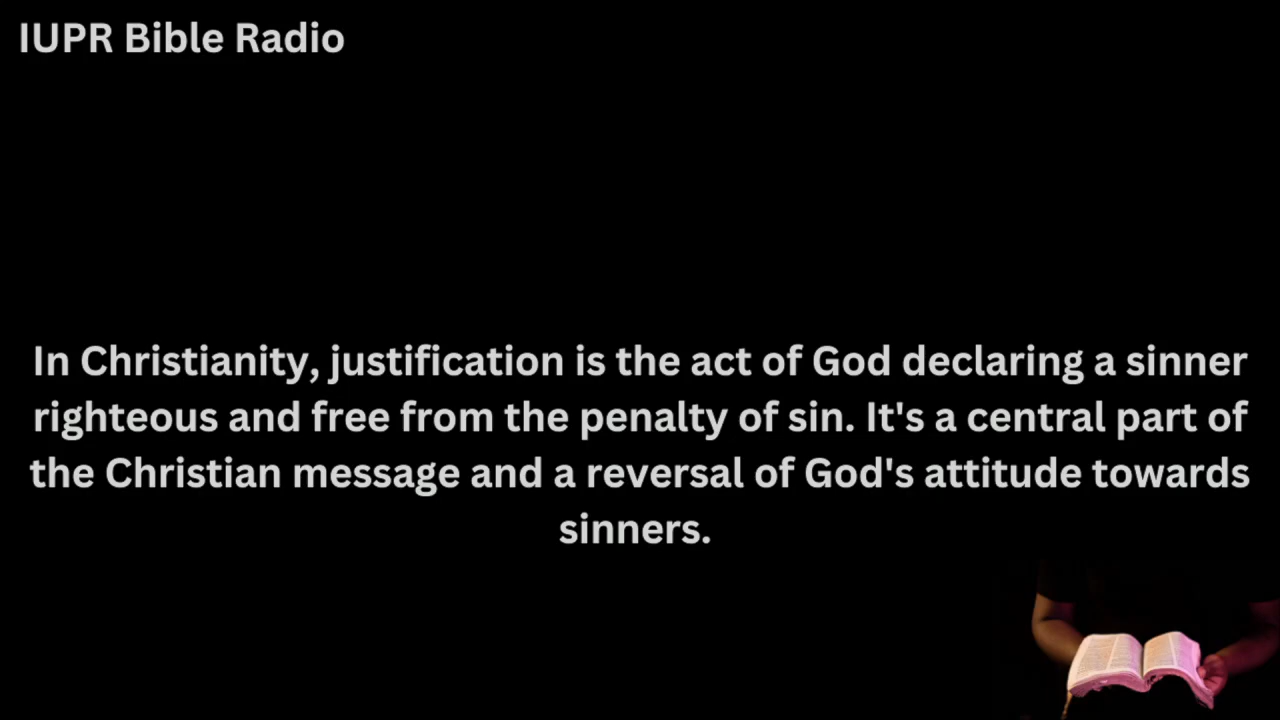 IUPR Bible Radio
In Christianity, justification is the act of God declaring a sinner
righteous and free from the penalty of sin. It's a central part of
the Christian message and a reversal of God's attitude towards
sinners.